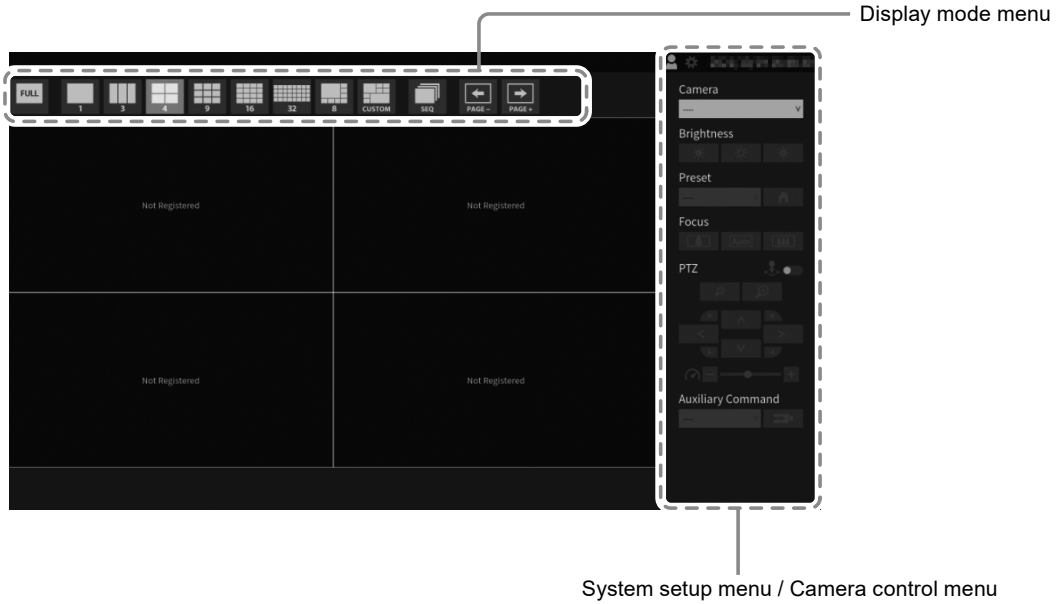 Display mode menu
FULL
1
3
4
9
16
32
8
CUSTOM
SEQ
PAGE－
PAGE+
Camera
----
Brightness
Not Registered
Not Registered
Preset
----
Focus
Auto
PTZ
Not Registered
Not Registered
Auxiliary Command
----
System setup menu / Camera control menu